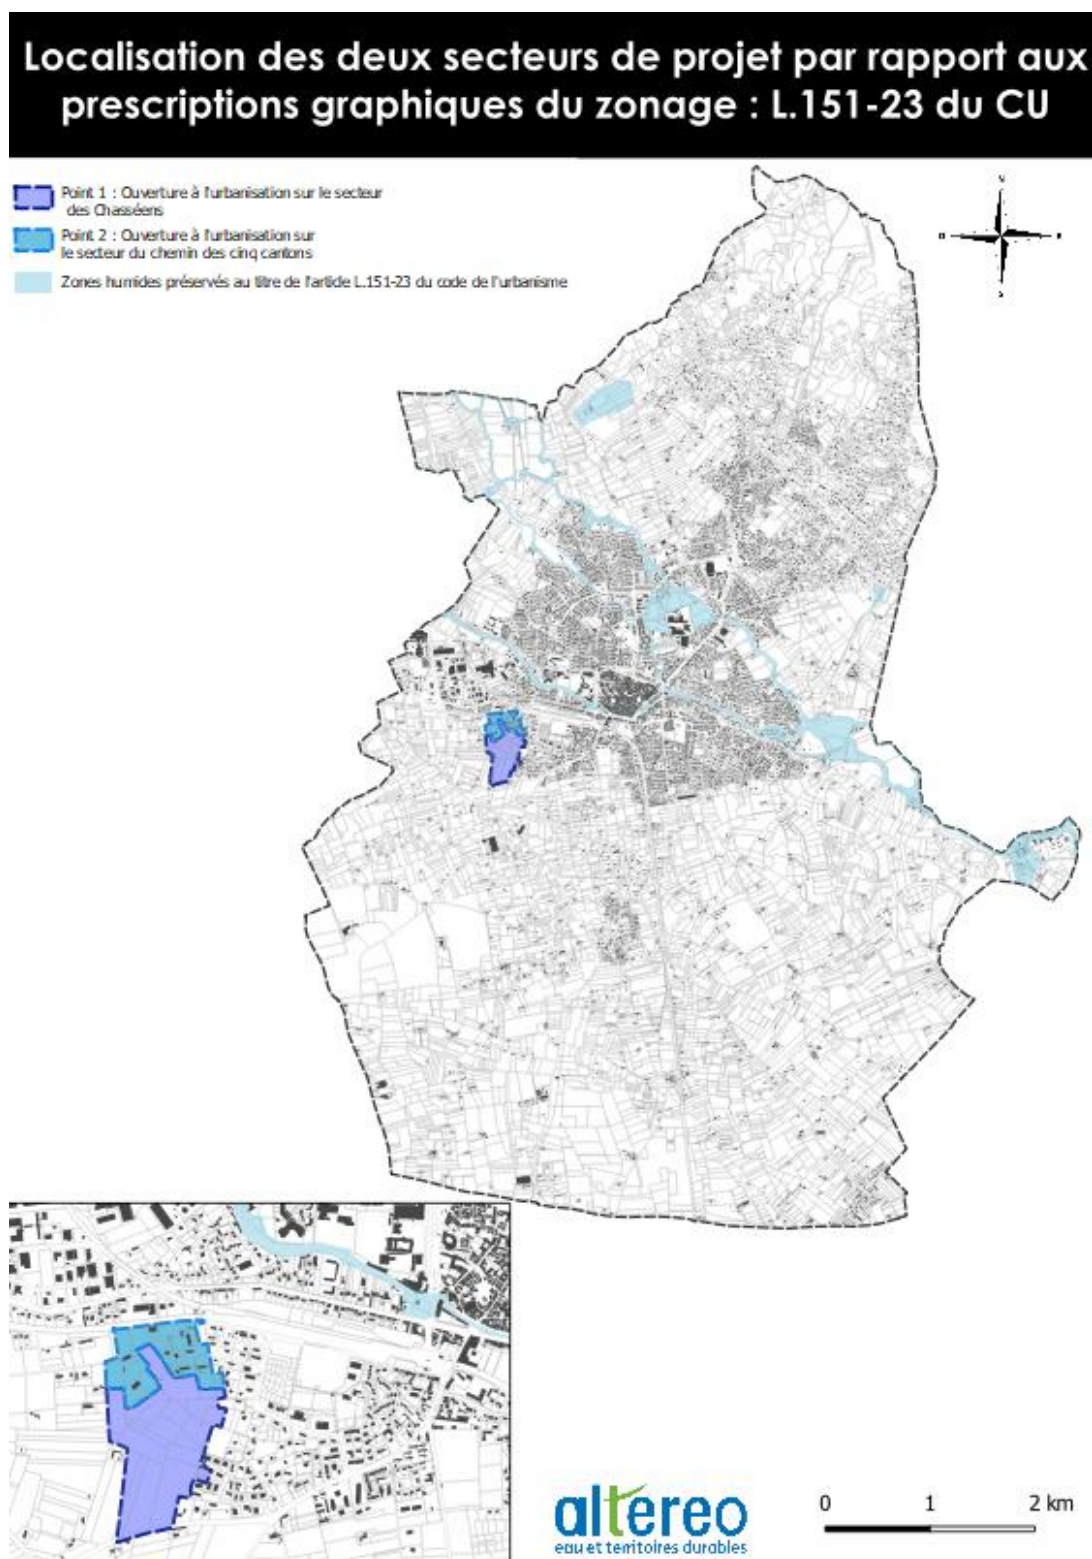 Localisation des deux secteurs de projet par rapport aux
prescriptions graphiques du zonage : L.151-23 du CU
Point 1 : Ouverture à l'urbanisation sur le secteur
des Chasséens
Point 2 : Ouverture à l'urbanisation sur
le secteur du chemin des cinq cantons
Zones humides préservés au titre de l'article L.151-23 du code de l'urbanisme
altereo
eau et territoires durables
0 1 2 km